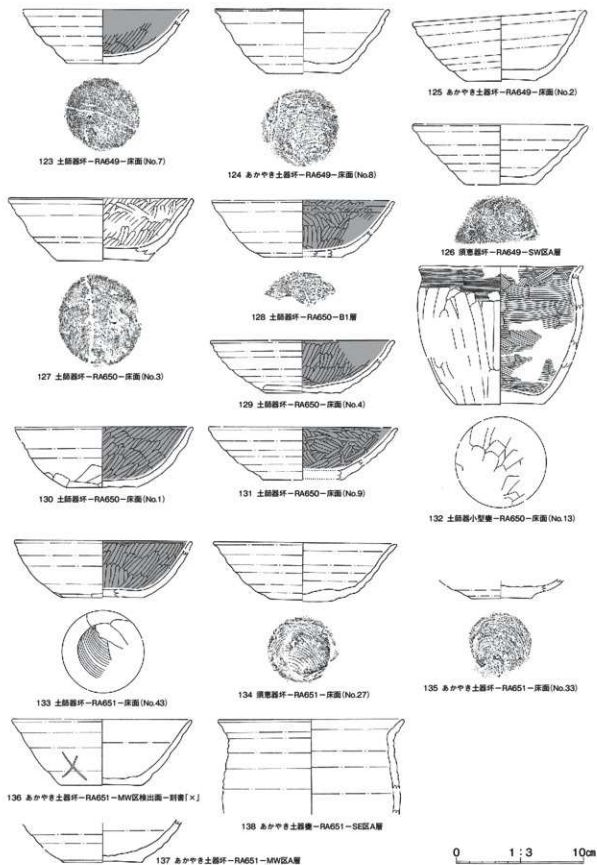 123 土師器坏－RA649－床面(No.7)
124 あかやき土器坏－RA649－床面(No.8)
125 あかやき土器坏－RA649－床面(No.2)
126 須恵器坏－RA649－SW区A層
127 土師器坏－RA650－床面(No.3)
128 土師器坏－RA650－B1層
129 土師器坏－RA650－床面(No.4)
130 土師器坏－RA650－床面(No.1)
131 土師器坏－RA650－床面(No.9)
132 土師器小型甕－RA650－床面(No.13)
133 土師器坏－RA651－床面(No.43)
134 須恵器坏－RA651－床面(No.27)
135 あかやき土器坏－RA651－床面(No.33)
136 あかやき土器坏－RA651－MW区検出面－刻書「×」
138 あかやき土器甕－RA651－SE区A層
137 あかやき土器坏－RA651－MW区A層
0 1:3 10cm